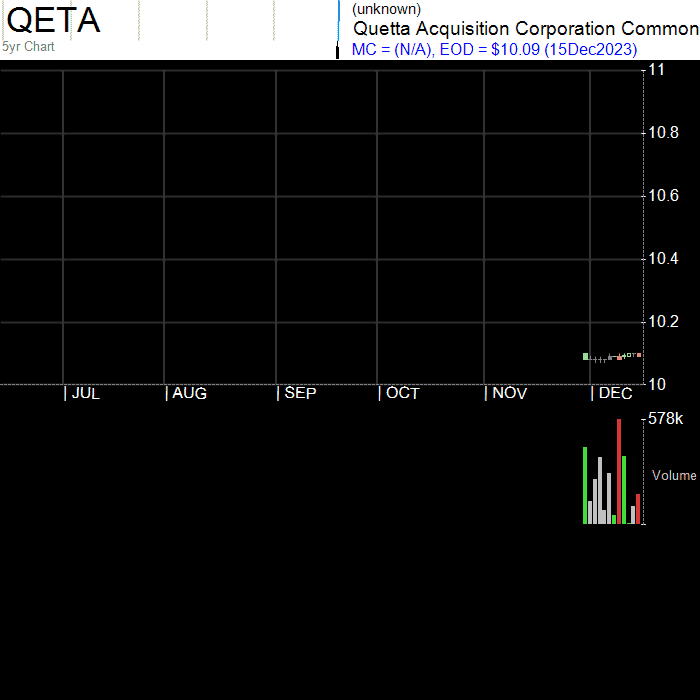 QETA
5yr Chart
(unknown)
Quetta Acquisition Corporation Common
MC = (N/A), EOD = $10.09 (15Dec2023)
11
10.8
10.6
10.4
10.2
10
| JUL | AUG | SEP | OCT | NOV | DEC
578k
Volume